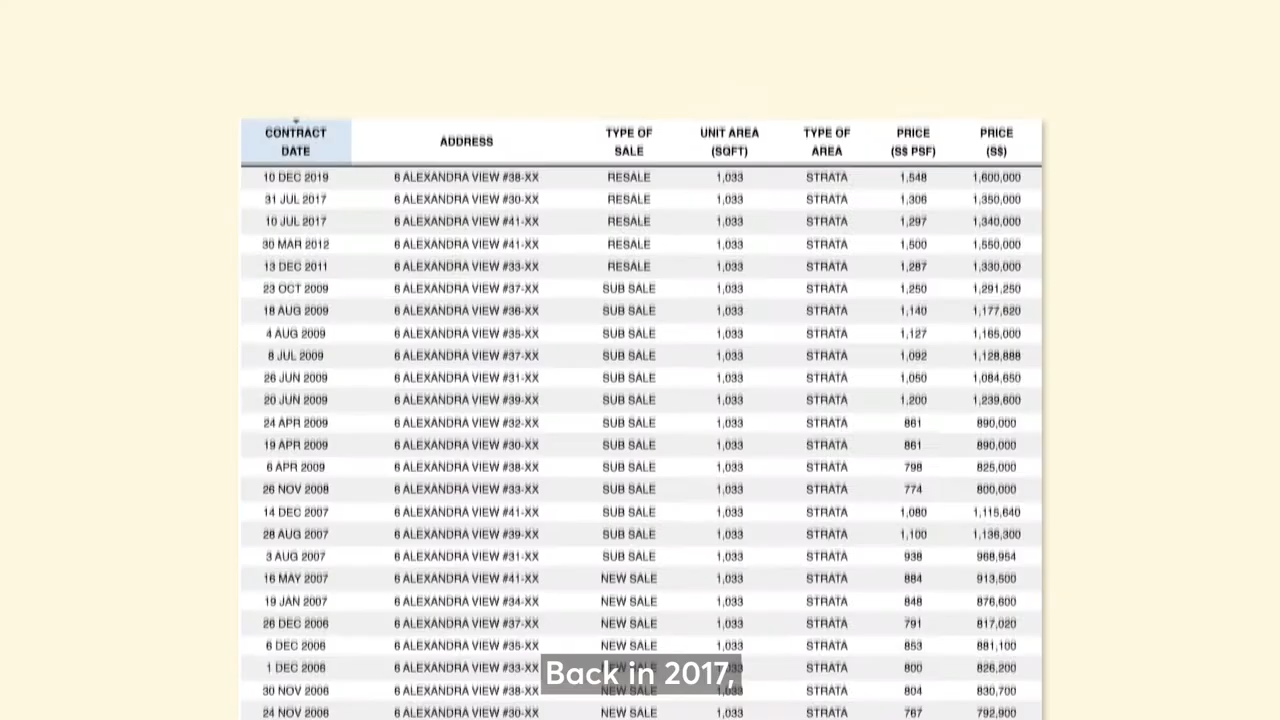 CONTRACT DATE ADDRESS TYPE OF SALE UNIT AREA (SQFT) TYPE OF AREA PRICE (S$ PSF) PRICE (S$)
10 DEC 2019 6 ALEXANDRA VIEW #38-XX RESALE 1,033 STRATA 1,548 1,600,000
31 JUL 2017 6 ALEXANDRA VIEW #30-XX RESALE 1,033 STRATA 1,306 1,350,000
10 JUL 2017 6 ALEXANDRA VIEW #41-XX RESALE 1,033 STRATA 1,297 1,340,000
30 MAR 2012 6 ALEXANDRA VIEW #41-XX RESALE 1,033 STRATA 1,500 1,550,000
13 DEC 2011 6 ALEXANDRA VIEW #33-XX RESALE 1,033 STRATA 1,287 1,330,000
23 OCT 2009 6 ALEXANDRA VIEW #37-XX SUB SALE 1,033 STRATA 1,250 1,291,250
18 AUG 2009 6 ALEXANDRA VIEW #36-XX SUB SALE 1,033 STRATA 1,140 1,177,620
4 AUG 2009 6 ALEXANDRA VIEW #35-XX SUB SALE 1,033 STRATA 1,127 1,165,000
8 JUL 2009 6 ALEXANDRA VIEW #37-XX SUB SALE 1,033 STRATA 1,092 1,128,888
26 JUN 2009 6 ALEXANDRA VIEW #31-XX SUB SALE 1,033 STRATA 1,050 1,084,650
20 JUN 2009 6 ALEXANDRA VIEW #39-XX SUB SALE 1,033 STRATA 1,200 1,239,600
24 APR 2009 6 ALEXANDRA VIEW #32-XX SUB SALE 1,033 STRATA 861 890,000
19 APR 2009 6 ALEXANDRA VIEW #30-XX SUB SALE 1,033 STRATA 861 890,000
6 APR 2009 6 ALEXANDRA VIEW #38-XX SUB SALE 1,033 STRATA 798 825,000
26 NOV 2008 6 ALEXANDRA VIEW #33-XX SUB SALE 1,033 STRATA 774 800,000
14 DEC 2007 6 ALEXANDRA VIEW #41-XX SUB SALE 1,033 STRATA 1,080 1,115,640
28 AUG 2007 6 ALEXANDRA VIEW #39-XX SUB SALE 1,033 STRATA 1,100 1,136,300
3 AUG 2007 6 ALEXANDRA VIEW #31-XX SUB SALE 1,033 STRATA 938 968,954
16 MAY 2007 6 ALEXANDRA VIEW #41-XX NEW SALE 1,033 STRATA 884 913,500
19 JAN 2007 6 ALEXANDRA VIEW #34-XX NEW SALE 1,033 STRATA 848 876,600
26 DEC 2006 6 ALEXANDRA VIEW #37-XX NEW SALE 1,033 STRATA 791 817,020
6 DEC 2006 6 ALEXANDRA VIEW #35-XX NEW SALE 1,033 STRATA 853 881,100
1 DEC 2006 6 ALEXANDRA VIEW #33-XX NEW SALE 1,033 STRATA 800 826,200
Back in 2017,
30 NOV 2006 6 ALEXANDRA VIEW #38-XX NEW SALE 1,033 STRATA 804 830,700
24 NOV 2006 6 ALEXANDRA VIEW #30-XX NEW SALE 1,033 STRATA 767 792,900